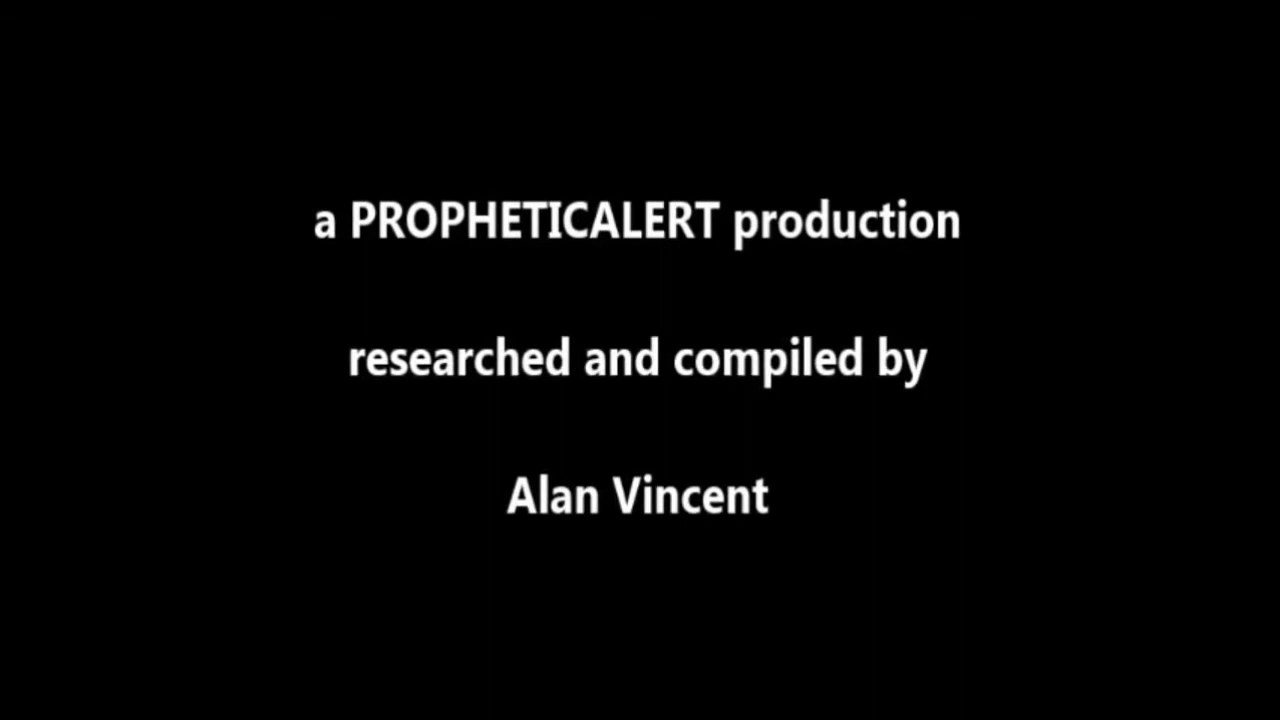 a PROPHETICALERT production
researched and compiled by
Alan Vincent